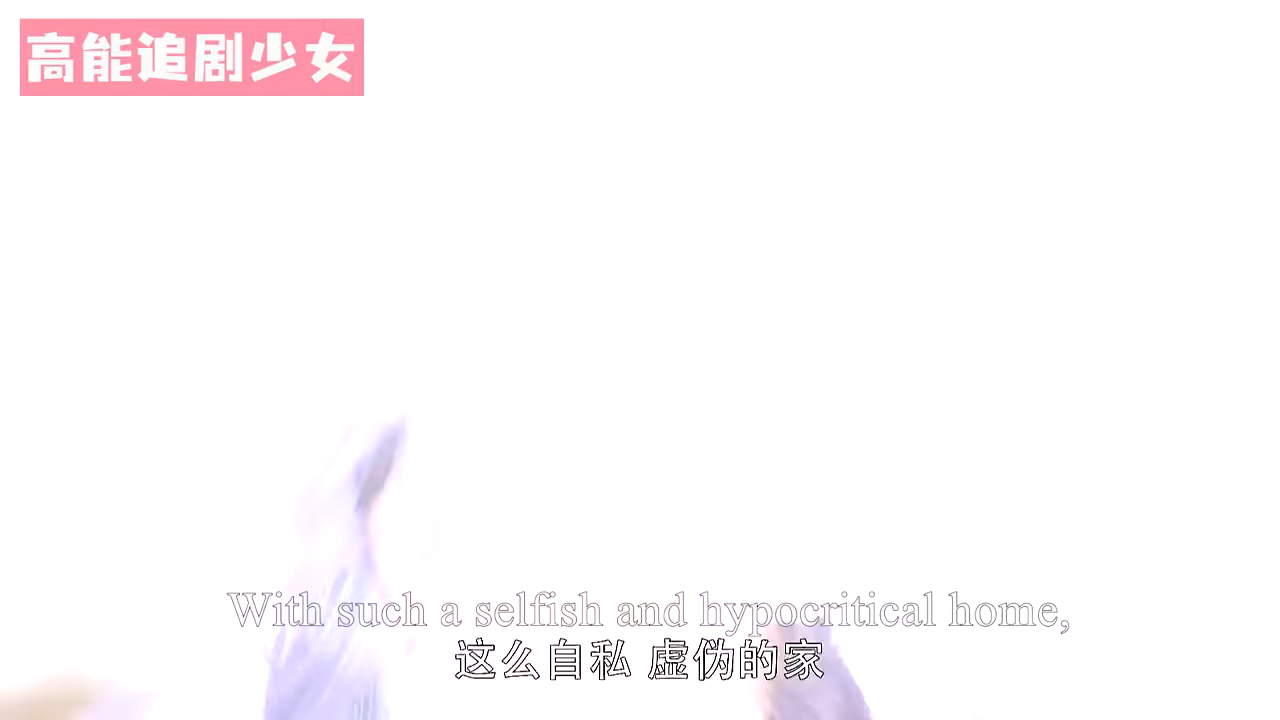 高能追剧少女
With such a selfish and hypocritical home,
这么自私 虚伪的家